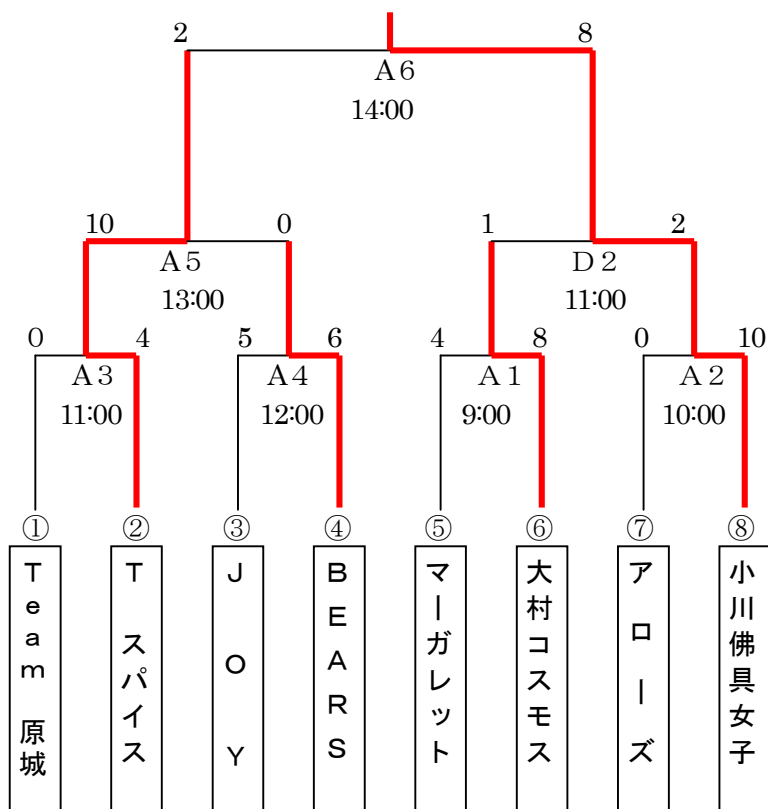 2 8
A6
14:00
10 0 1 2
A5 D2
13:00 11:00
0 4 5 6 4 8 0 10
A3 A4 A1 A2
11:00 12:00 9:00 10:00
① ② ③ ④ ⑤ ⑥ ⑦ ⑧
Team 原城
T スパイス
JOY
BEARS
マーガレット
大村コスモス
アローズ
小川佛具女子